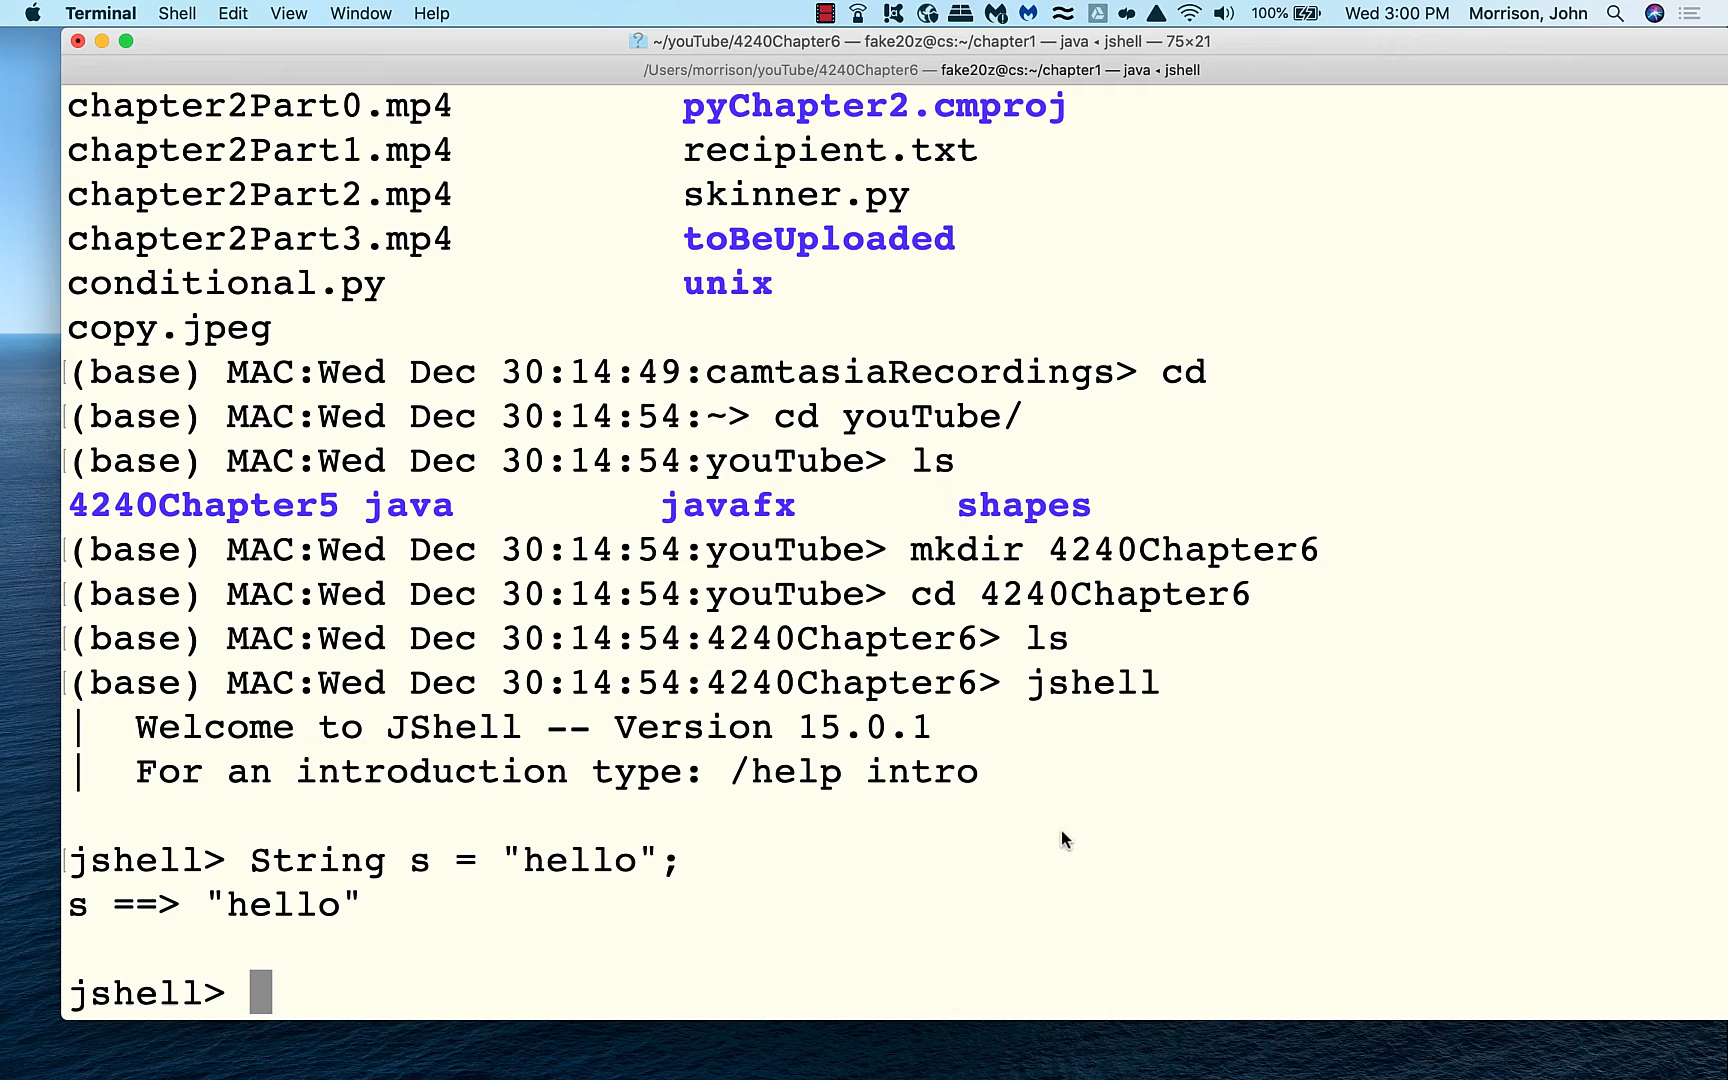 Terminal Shell Edit View Window Help 100% Wed 3:00 PM Morrison, John
~/youTube/4240Chapter6 — fake20z@cs:~/chapter1 — java ◂ jshell — 75×21
/Users/morrison/youTube/4240Chapter6 — fake20z@cs:~/chapter1 — java ◂ jshell
chapter2Part0.mp4 pyChapter2.cmproj
chapter2Part1.mp4 recipient.txt
chapter2Part2.mp4 skinner.py
chapter2Part3.mp4 toBeUploaded
conditional.py unix
copy.jpeg
(base) MAC:Wed Dec 30:14:49:camtasiaRecordings> cd
(base) MAC:Wed Dec 30:14:54:~> cd youTube/
(base) MAC:Wed Dec 30:14:54:youTube> ls
4240Chapter5 java javafx shapes
(base) MAC:Wed Dec 30:14:54:youTube> mkdir 4240Chapter6
(base) MAC:Wed Dec 30:14:54:youTube> cd 4240Chapter6
(base) MAC:Wed Dec 30:14:54:4240Chapter6> ls
(base) MAC:Wed Dec 30:14:54:4240Chapter6> jshell
|  Welcome to JShell -- Version 15.0.1
|  For an introduction type: /help intro
jshell> String s = "hello";
s ==> "hello"
jshell>